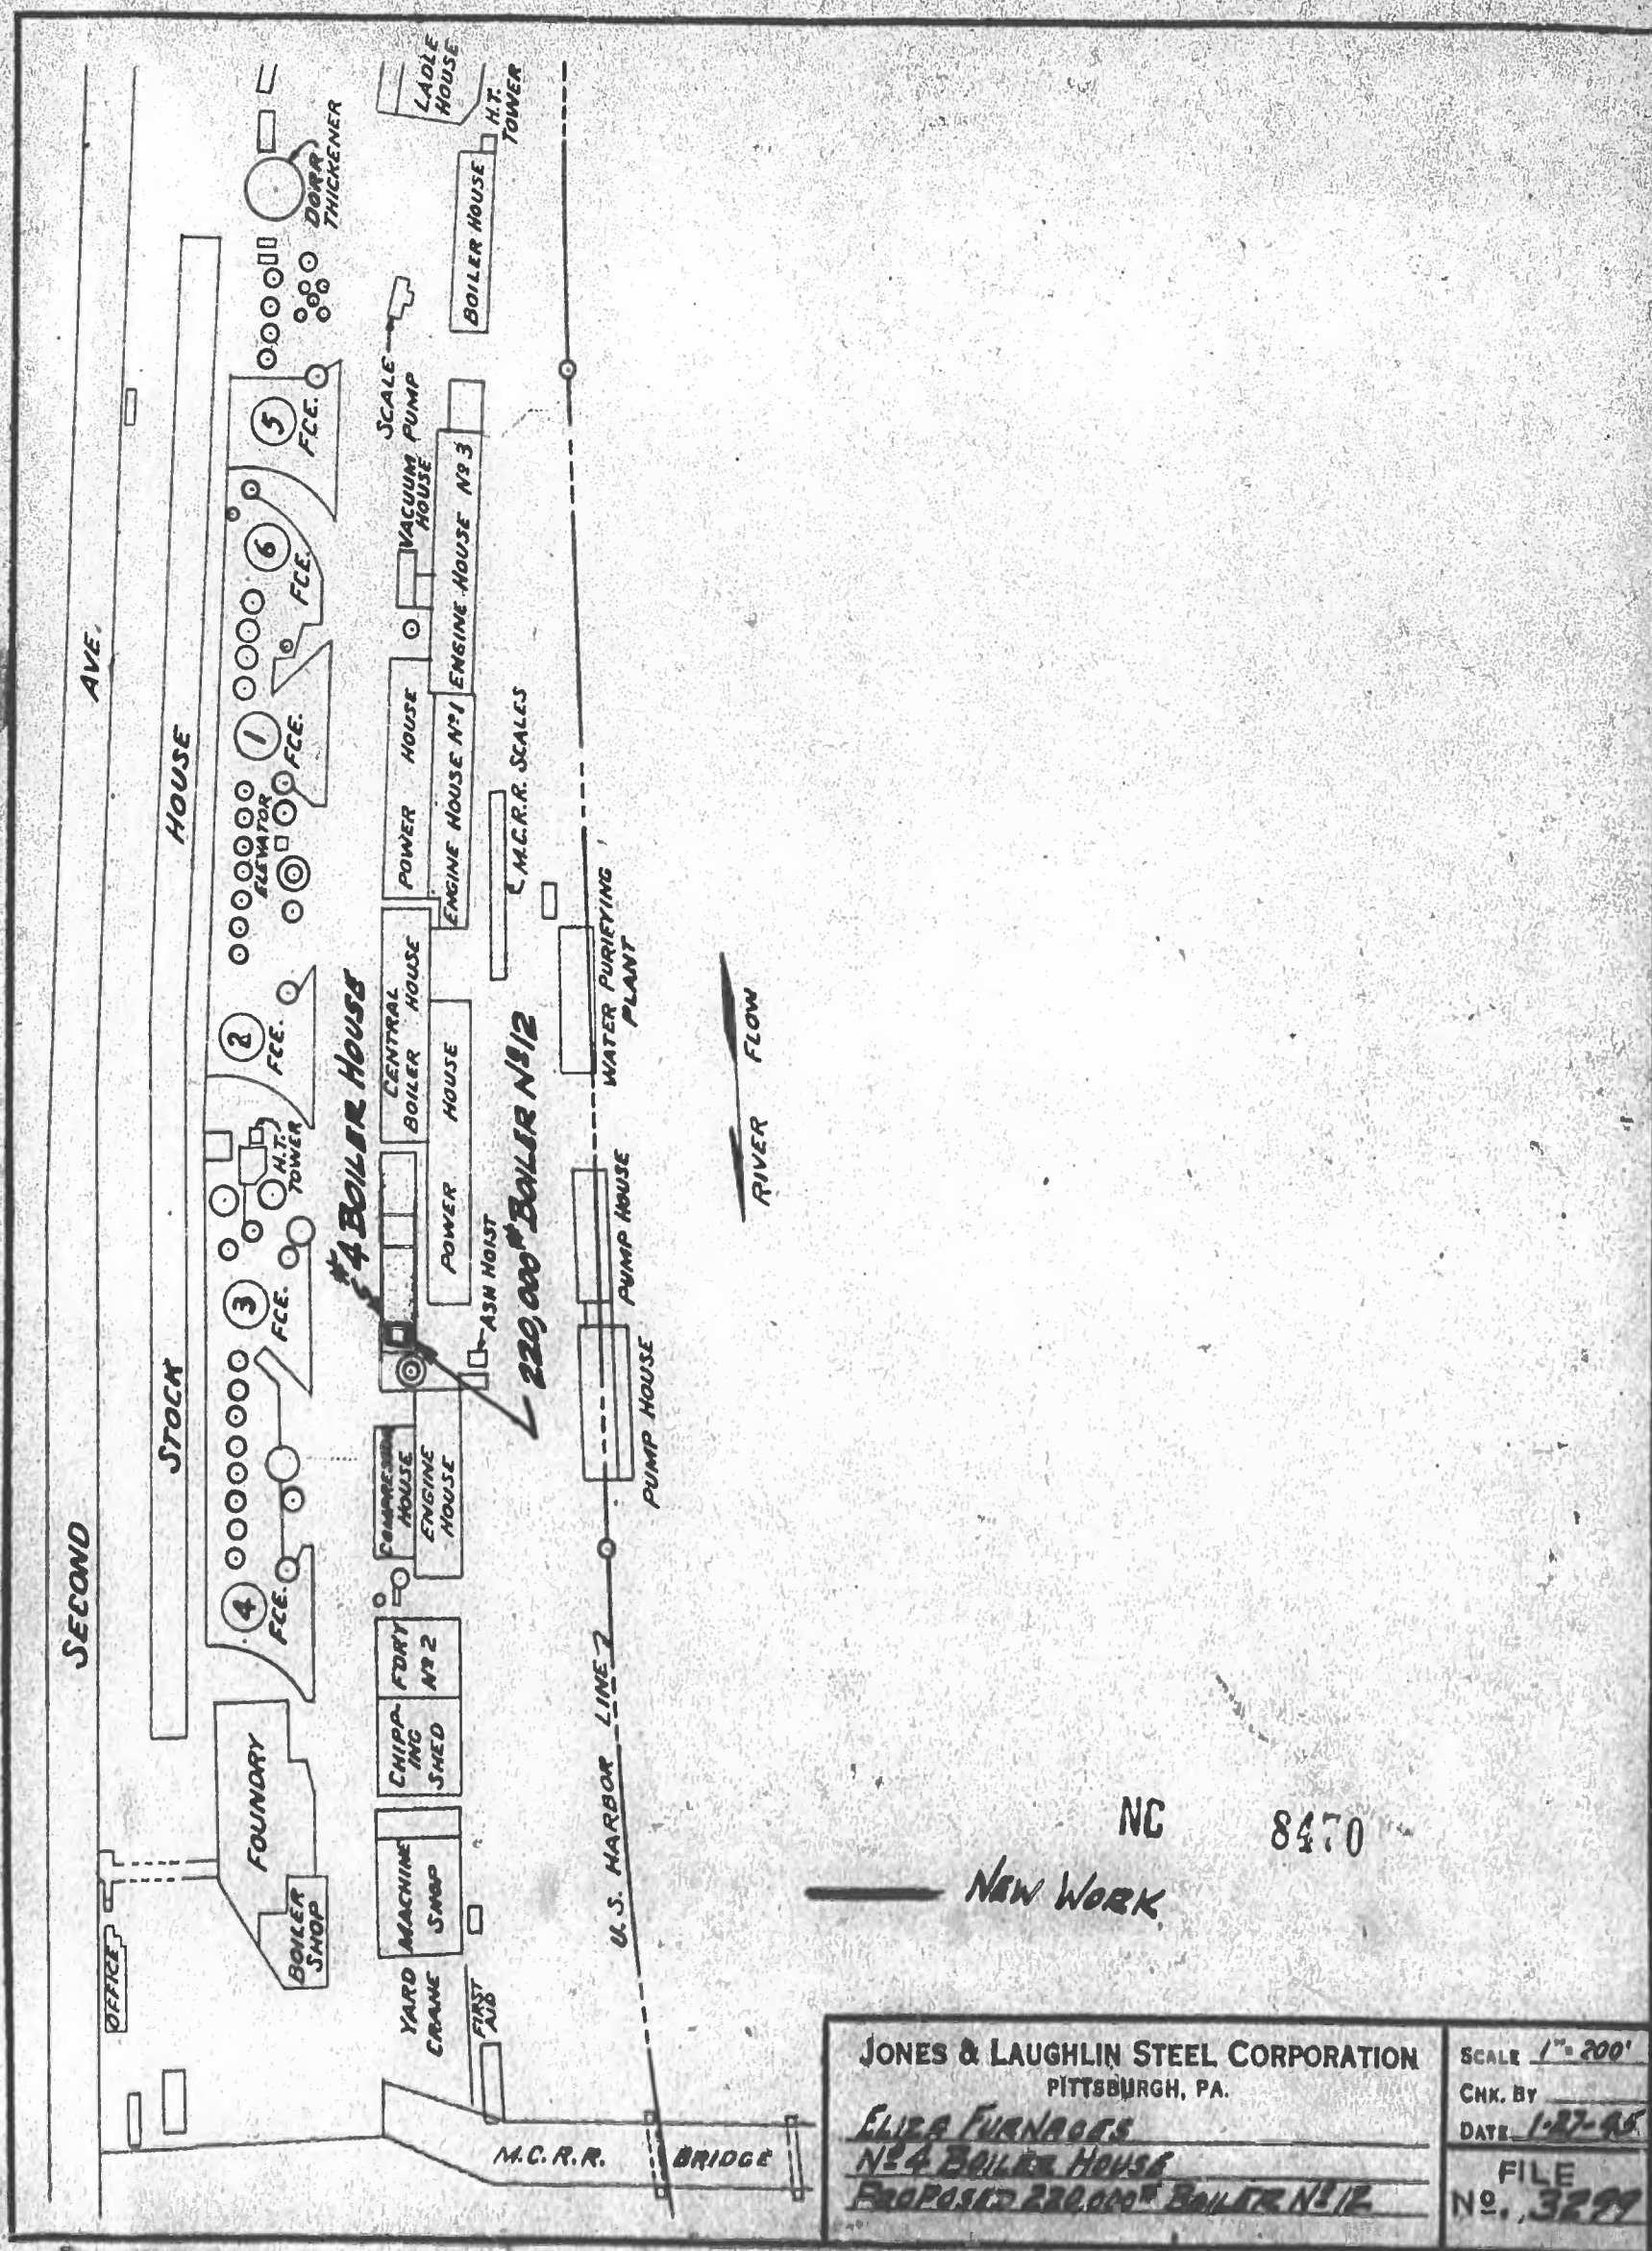 SECOND
AVE.
STOCK
HOUSE
OFFICE
FOUNDRY
BOILER
SHOP
4
FCE.
3
FCE.
H.T.
TOWER
2
FCE.
ELEVATOR
1
FCE.
6
FCE.
5
FCE.
DORR
THICKENER
LADLE
HOUSE
H.T.
TOWER
BOILER HOUSE
SCALE
VACUUM PUMP
HOUSE
ENGINE HOUSE Nº 3
POWER HOUSE
ENGINE HOUSE Nº 1
M.C.R.R. SCALES
CENTRAL
BOILER HOUSE
POWER HOUSE
#4 BOILER HOUSE
220,000# BOILER Nº 12
ASH HOIST
COMPRESSOR
HOUSE
ENGINE
HOUSE
FDRY
Nº 2
CHIPP-
ING
SHED
MACHINE
SHOP
YARD
CRANE
FIRST
AID
WATER PURIFYING
PLANT
PUMP HOUSE
PUMP HOUSE
U.S. HARBOR LINE
RIVER FLOW
M.C.R.R. BRIDGE
NC 8470
NEW WORK
JONES & LAUGHLIN STEEL CORPORATION
PITTSBURGH, PA.
ELIZA FURNACES
Nº 4 BOILER HOUSE
PROPOSED 220,000# BOILER Nº 12
SCALE 1"=200'
CHK. BY
DATE 1-27-45
FILE
Nº. 3299